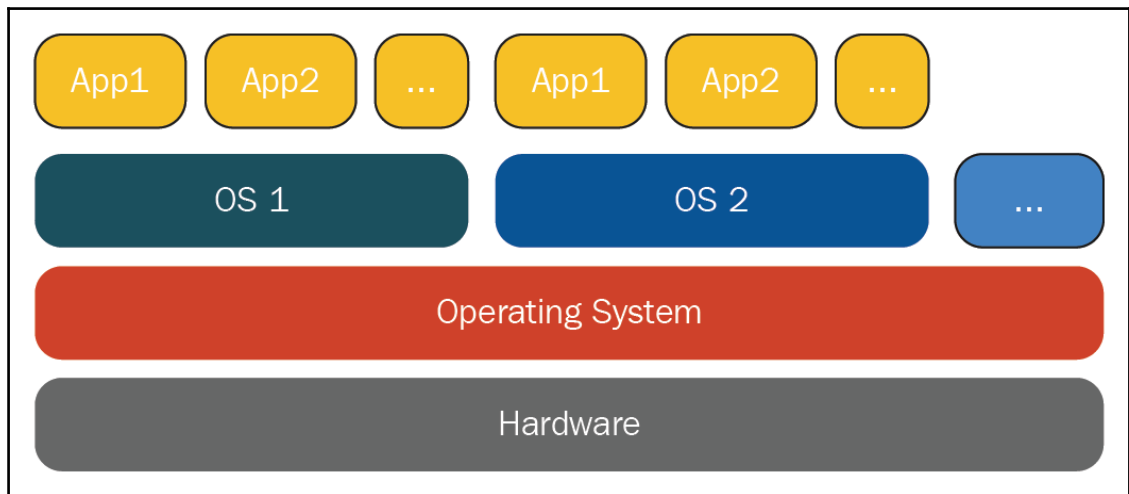 App1 App2 ... App1 App2 ...
OS 1 OS 2 ...
Operating System
Hardware